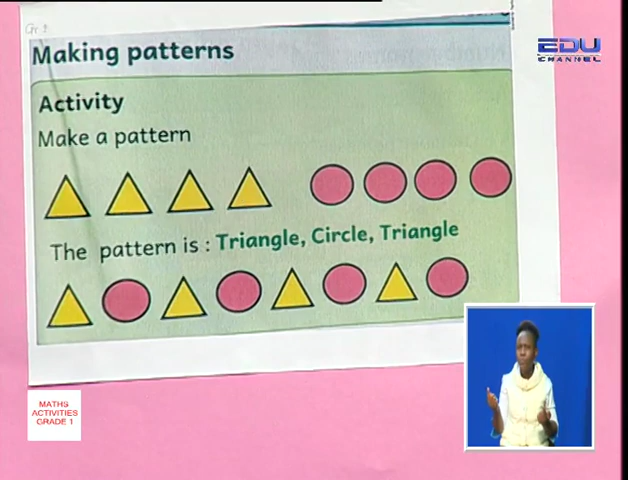 Gr 1
Making patterns
EDU
CHANNEL
Activity
Make a pattern
The pattern is : Triangle, Circle, Triangle
MATHS
ACTIVITIES
GRADE 1